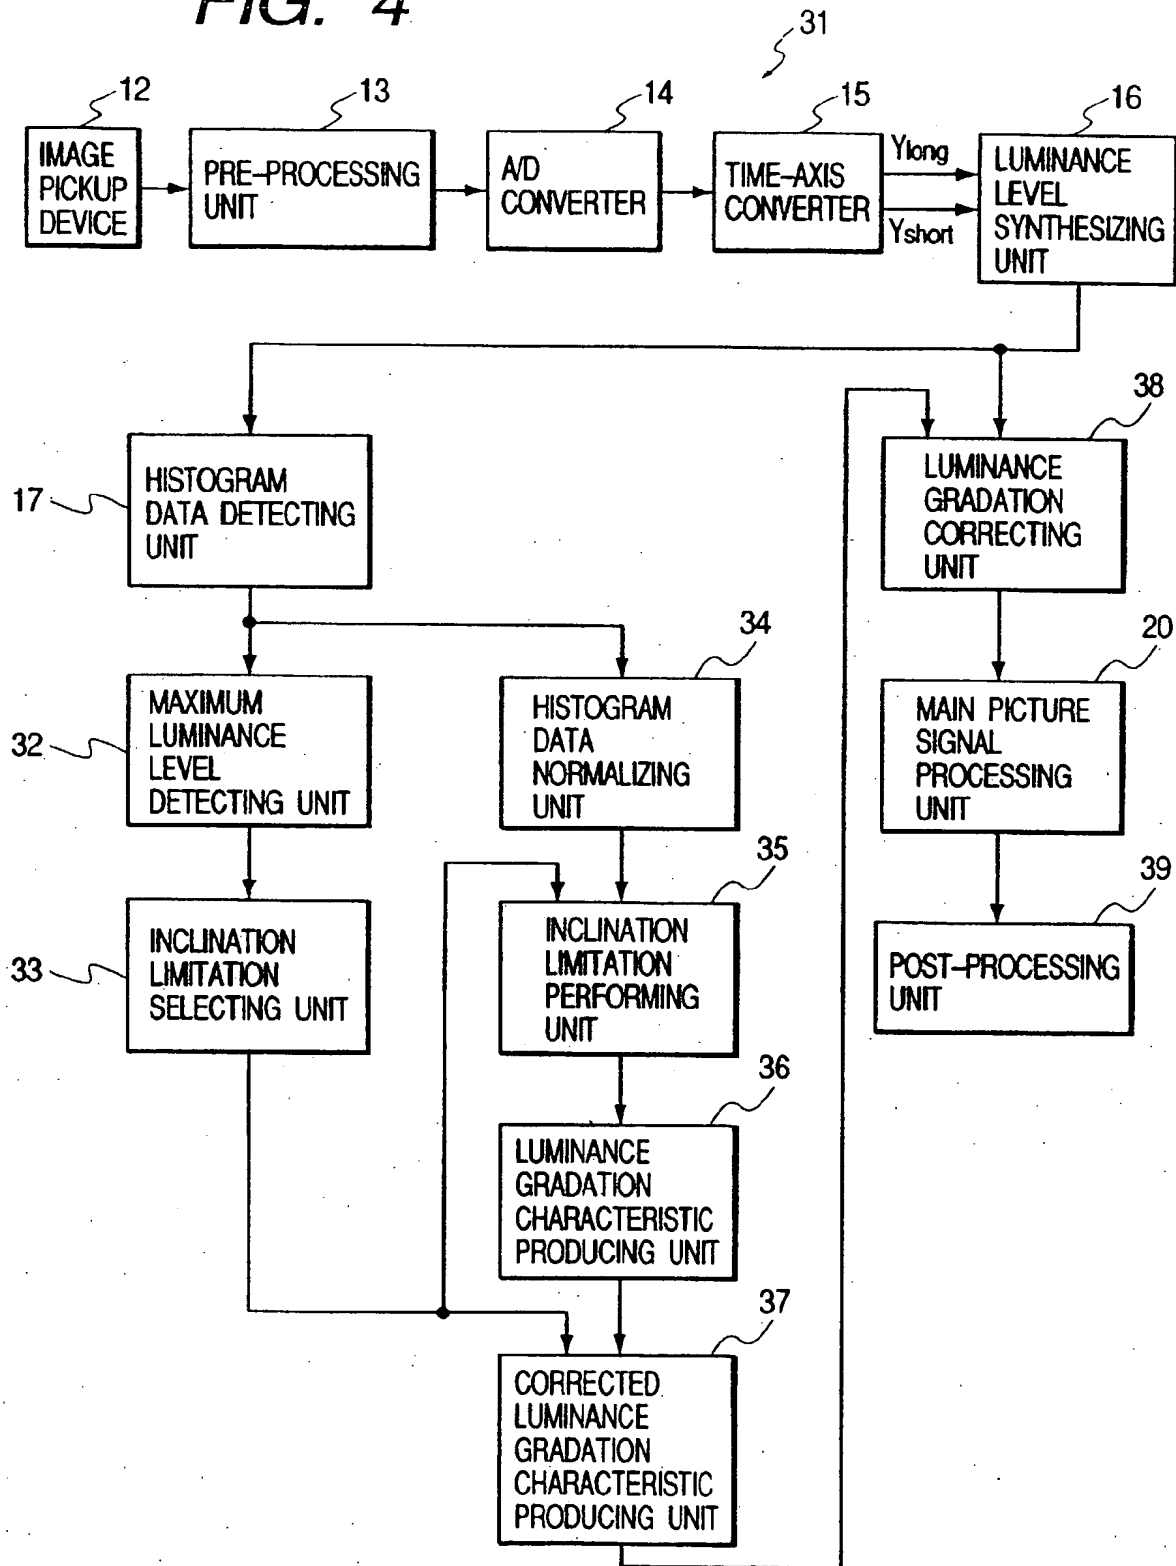 FIG. 4
31
12
13
14
15
16
IMAGE
PICKUP
DEVICE
PRE-PROCESSING
UNIT
A/D
CONVERTER
TIME-AXIS
CONVERTER
Ylong
Yshort
LUMINANCE
LEVEL
SYNTHESIZING
UNIT
17
HISTOGRAM
DATA DETECTING
UNIT
38
LUMINANCE
GRADATION
CORRECTING
UNIT
32
MAXIMUM
LUMINANCE
LEVEL
DETECTING UNIT
34
HISTOGRAM
DATA
NORMALIZING
UNIT
20
MAIN PICTURE
SIGNAL
PROCESSING
UNIT
33
INCLINATION
LIMITATION
SELECTING UNIT
35
INCLINATION
LIMITATION
PERFORMING
UNIT
39
POST-PROCESSING
UNIT
36
LUMINANCE
GRADATION
CHARACTERISTIC
PRODUCING UNIT
37
CORRECTED
LUMINANCE
GRADATION
CHARACTERISTIC
PRODUCING UNIT